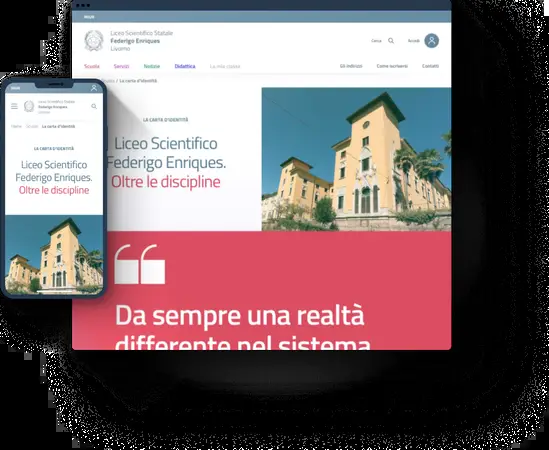 MIUR
Liceo Scientifico Statale
Federigo Enriques
Livorno
Cerca
Accedi
Scuola Servizi Notizie Didattica La mia classe
Gli indirizzi Come iscriversi Contatti
La carta d'identità
LA CARTA D'IDENTITÀ
Liceo Scientifico
Federigo Enriques.
Oltre le discipline
Da sempre una realtà
differente nel sistema
Liceo Scientifico Statale
Federigo Enriques
Livorno
Home Scuola La carta d'identità
LA CARTA D'IDENTITÀ
Liceo Scientifico
Federigo Enriques.
Oltre le discipline